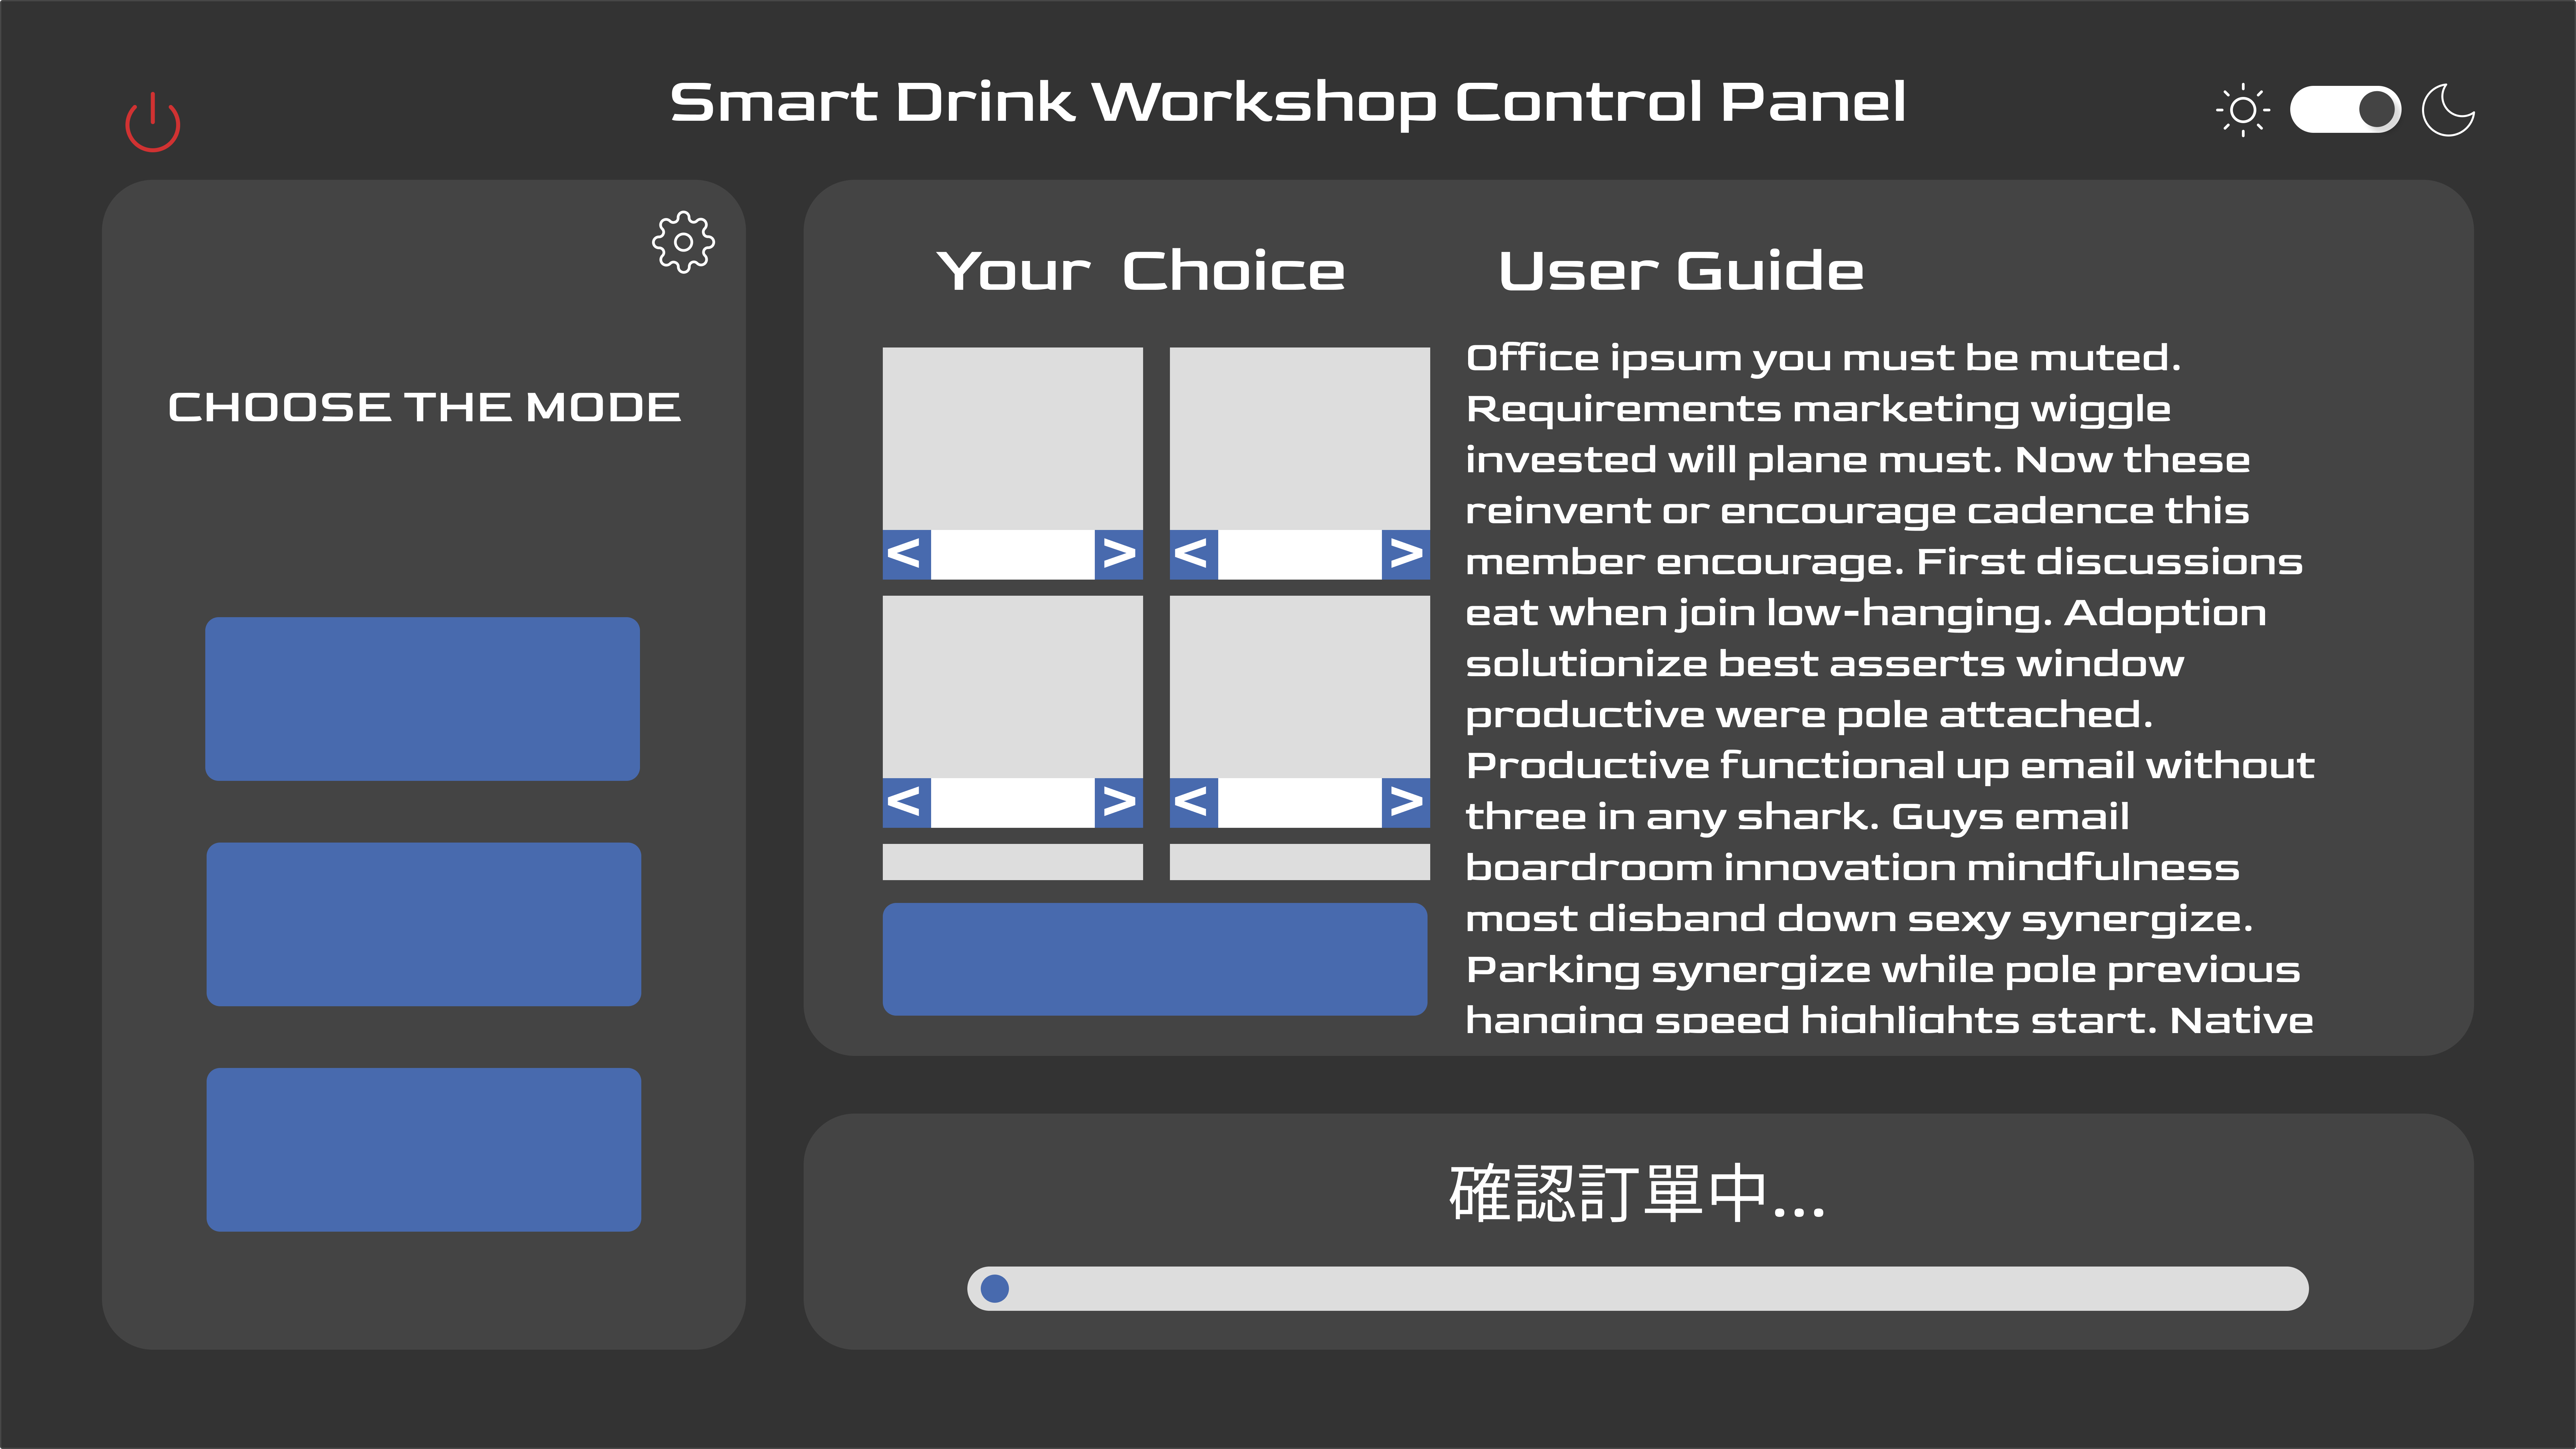 Smart Drink Workshop Control Panel
CHOOSE THE MODE
Your Choice
< >
< >
< >
< >
User Guide
Office ipsum you must be muted.
Requirements marketing wiggle
invested will plane must. Now these
reinvent or encourage cadence this
member encourage. First discussions
eat when join low-hanging. Adoption
solutionize best asserts window
productive were pole attached.
Productive functional up email without
three in any shark. Guys email
boardroom innovation mindfulness
most disband down sexy synergize.
Parking synergize while pole previous
hanging speed highlights start. Native
確認訂單中...